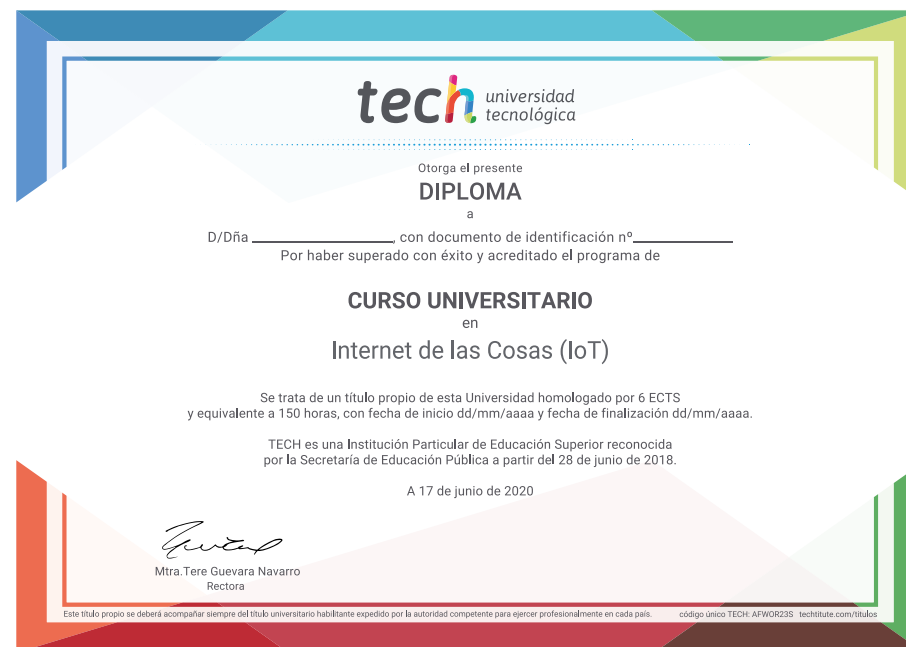 tech universidad
tecnológica
Otorga el presente
DIPLOMA
a
D/Dña ____________________, con documento de identificación nº______________
Por haber superado con éxito y acreditado el programa de
CURSO UNIVERSITARIO
en
Internet de las Cosas (IoT)
Se trata de un título propio de esta Universidad homologado por 6 ECTS
y equivalente a 150 horas, con fecha de inicio dd/mm/aaaa y fecha de finalización dd/mm/aaaa.
TECH es una Institución Particular de Educación Superior reconocida
por la Secretaría de Educación Pública a partir del 28 de junio de 2018.
A 17 de junio de 2020
Mtra.Tere Guevara Navarro
Rectora
Este título propio se deberá acompañar siempre del título universitario habilitante expedido por la autoridad competente para ejercer profesionalmente en cada país. código único TECH: AFWOR23S techtitute.com/titulos